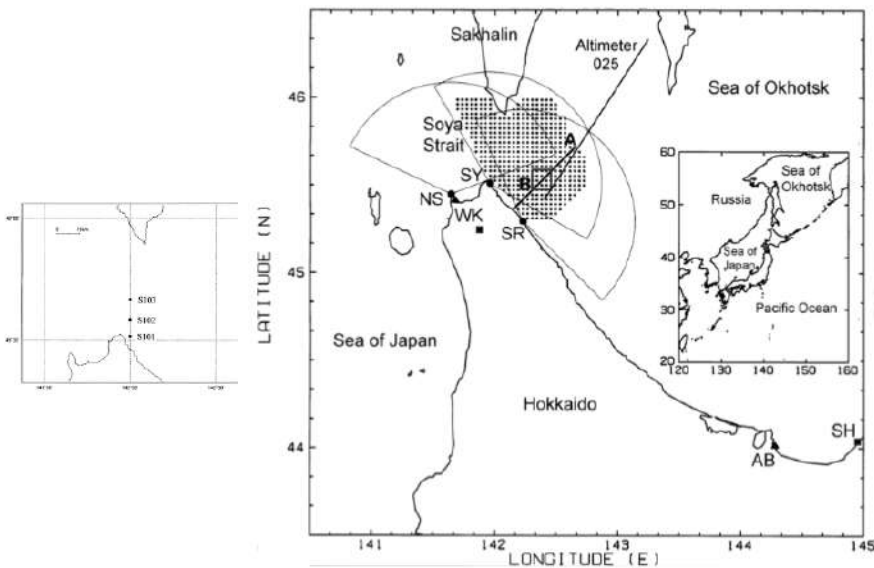 S103
S102
S101
Sakhalin
Altimeter
025
Sea of Okhotsk
46
Soya
Strait
A
SY
B
NS
WK
SR
45
LATITUDE (N)
Sea of Japan
Hokkaido
44
SH
AB
60
Sea of
Okhotsk
Russia
50
40
Sea of
Japan
30
Pacific Ocean
20
120
130
140
150
160
141
142
143
144
145
LONGITUDE (E)